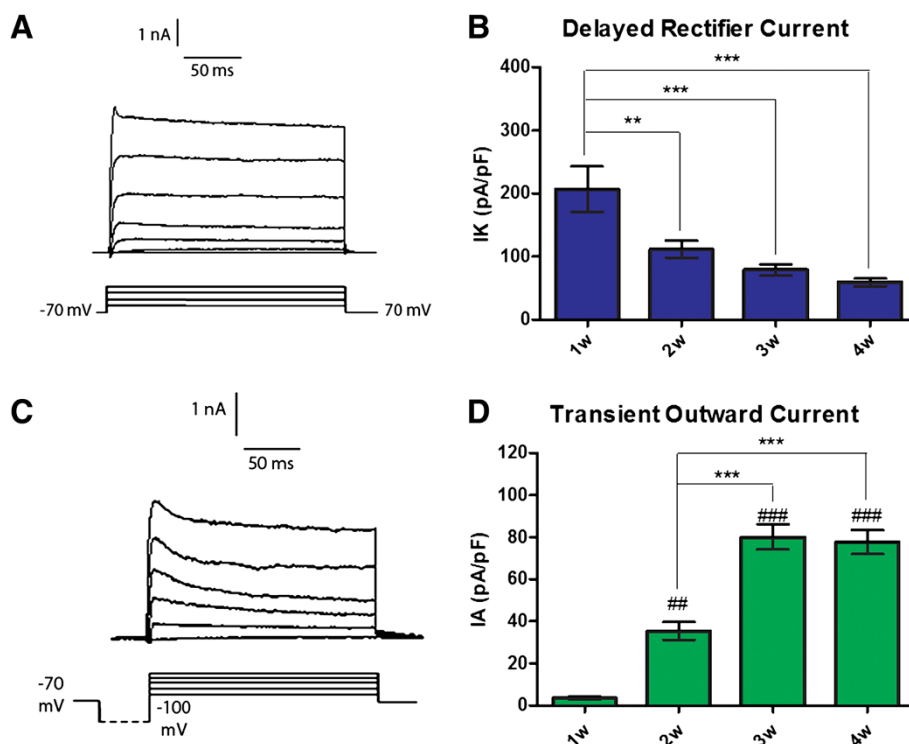 A
1 nA
50 ms
-70 mV
70 mV
B
Delayed Rectifier Current
IK (pA/pF)
400
300
200
100
0
***
***
**
1w
2w
3w
4w
C
1 nA
50 ms
-70
mV
-100
mV
D
Transient Outward Current
IA (pA/pF)
120
100
80
60
40
20
0
***
***
###
###
##
1w
2w
3w
4w